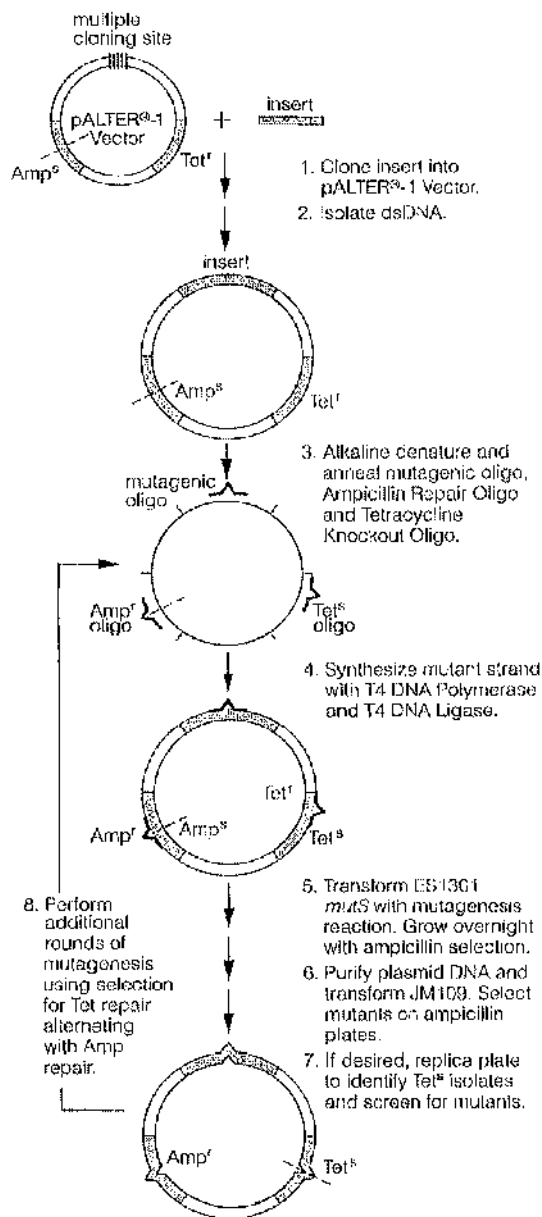 multiple
cloning site
pALTER®-1
Vector
+
insert
Amp^s
Tet^r
1. Clone insert into
pALTER®-1 Vector.
2. Isolate dsDNA.
insert
Amp^s
Tet^r
3. Alkaline denature and
anneal mutagenic oligo,
Ampicillin Repair Oligo
and Tetracycline
Knockout Oligo.
mutagenic
oligo
Amp^r
oligo
Tet^s
oligo
4. Synthesize mutant strand
with T4 DNA Polymerase
and T4 DNA Ligase.
Tet^r
Amp^r
Amp^s
Tet^s
5. Transform ES1301
mutS with mutagenesis
reaction. Grow overnight
with ampicillin selection.
6. Purify plasmid DNA and
transform JM109. Select
mutants on ampicillin
plates.
7. If desired, replica plate
to identify Tet^s isolates
and screen for mutants.
8. Perform
additional
rounds of
mutagenesis
using selection
for Tet repair
alternating
with Amp
repair.
Amp^r
Tet^s